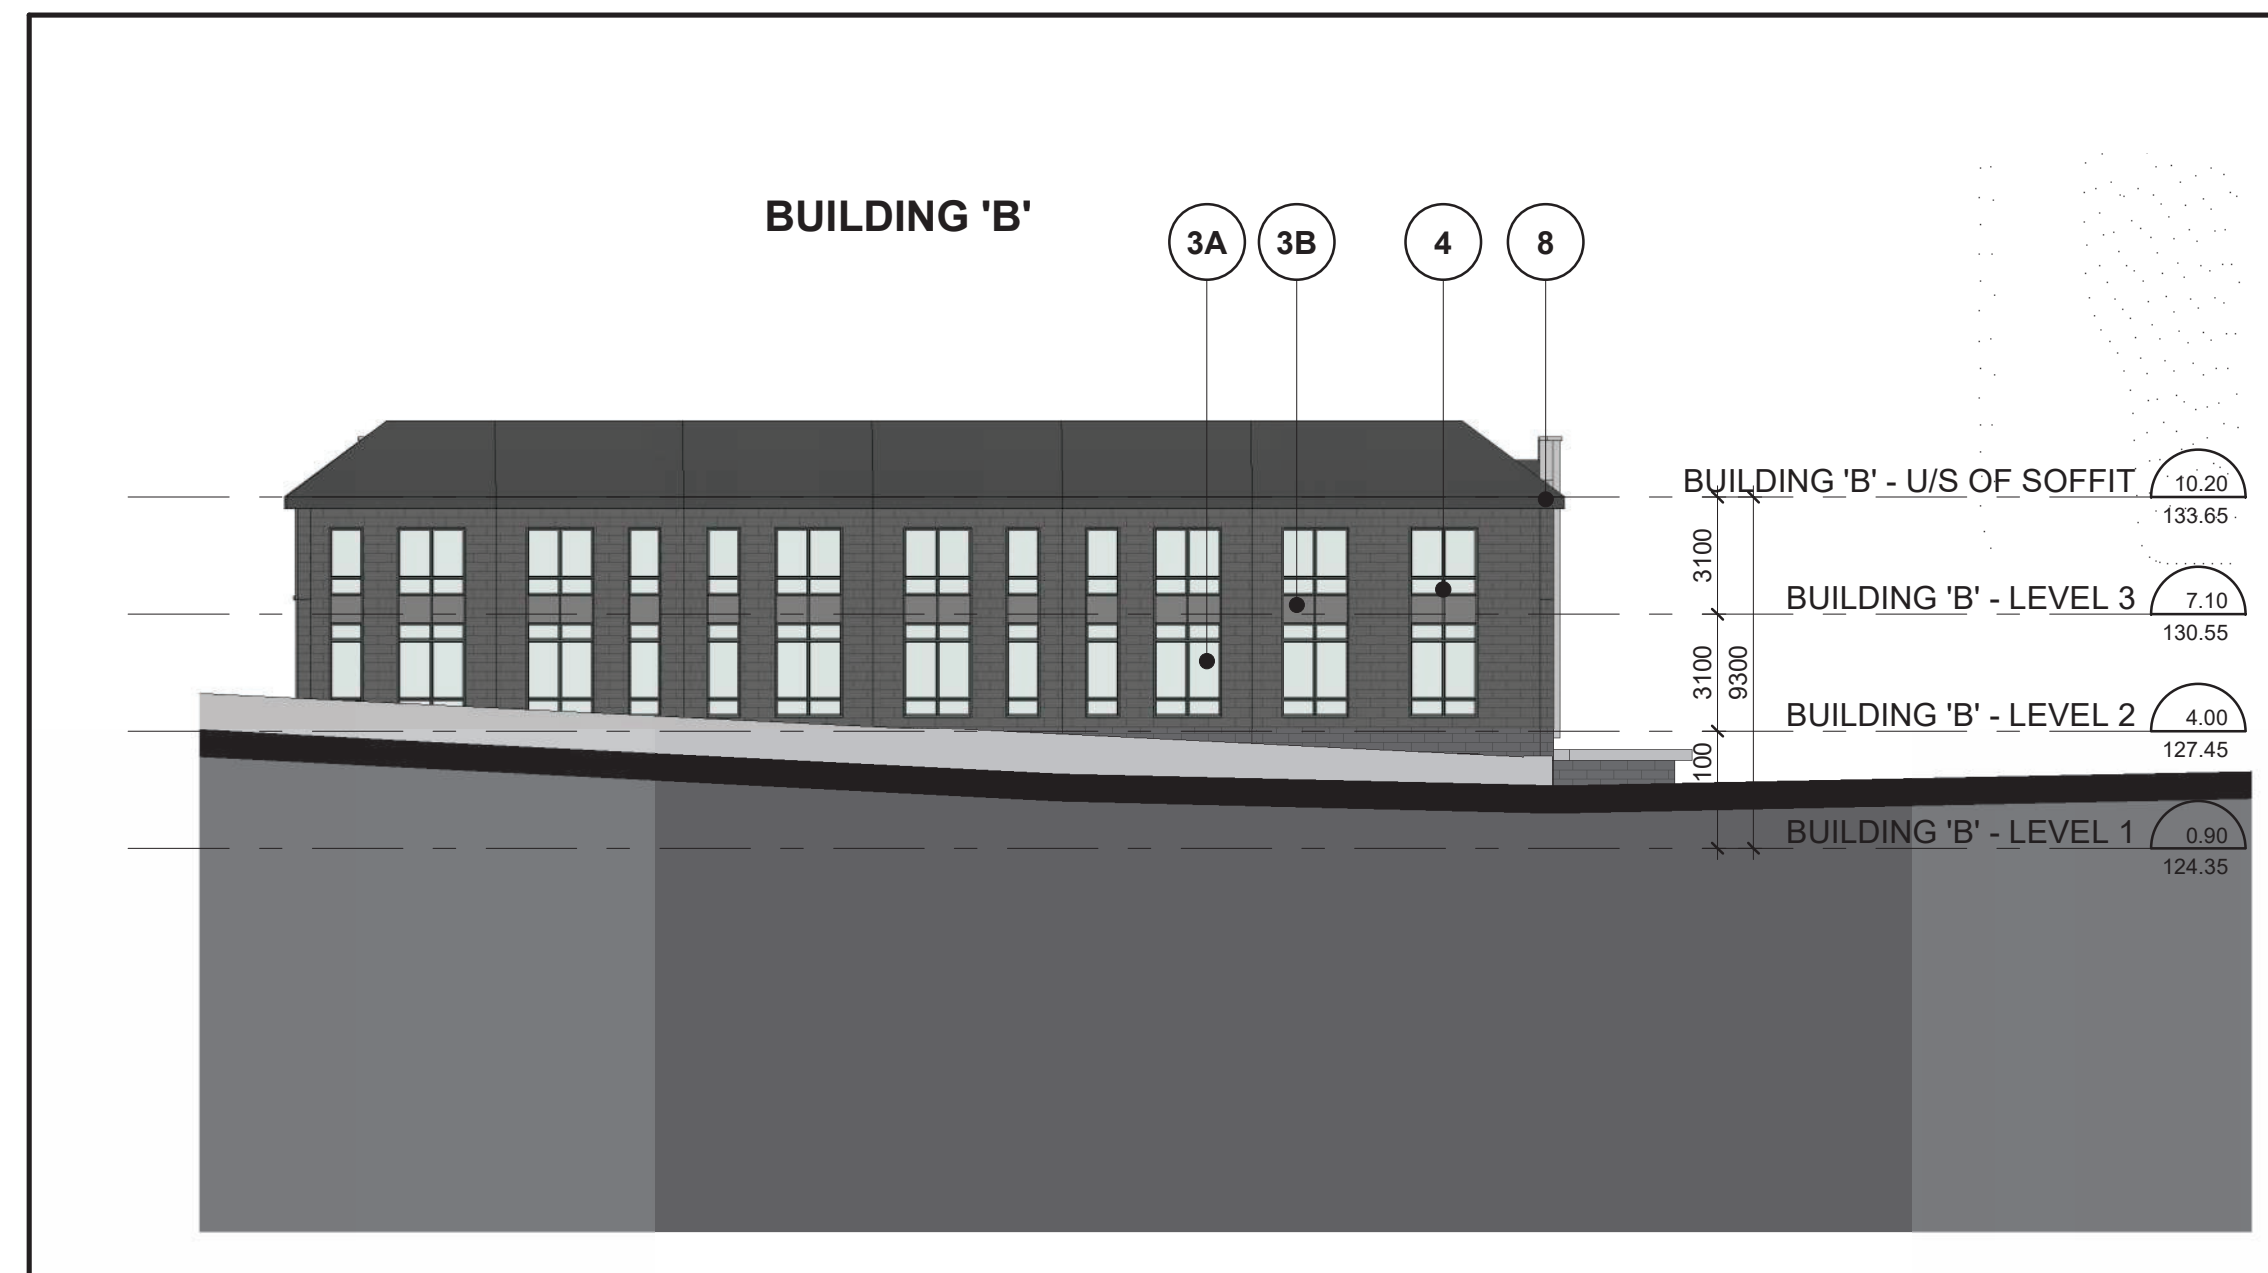 BUILDING 'B'
3A
3B
4
8
BUILDING 'B' - U/S OF SOFFIT
10.20
133.65
3100
BUILDING 'B' - LEVEL 3
7.10
130.55
3100
9300
BUILDING 'B' - LEVEL 2
4.00
127.45
100
BUILDING 'B' - LEVEL 1
0.90
124.35